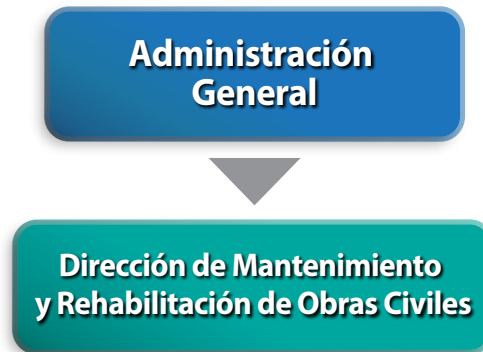 Administración
General
Dirección de Mantenimiento
y Rehabilitación de Obras Civiles